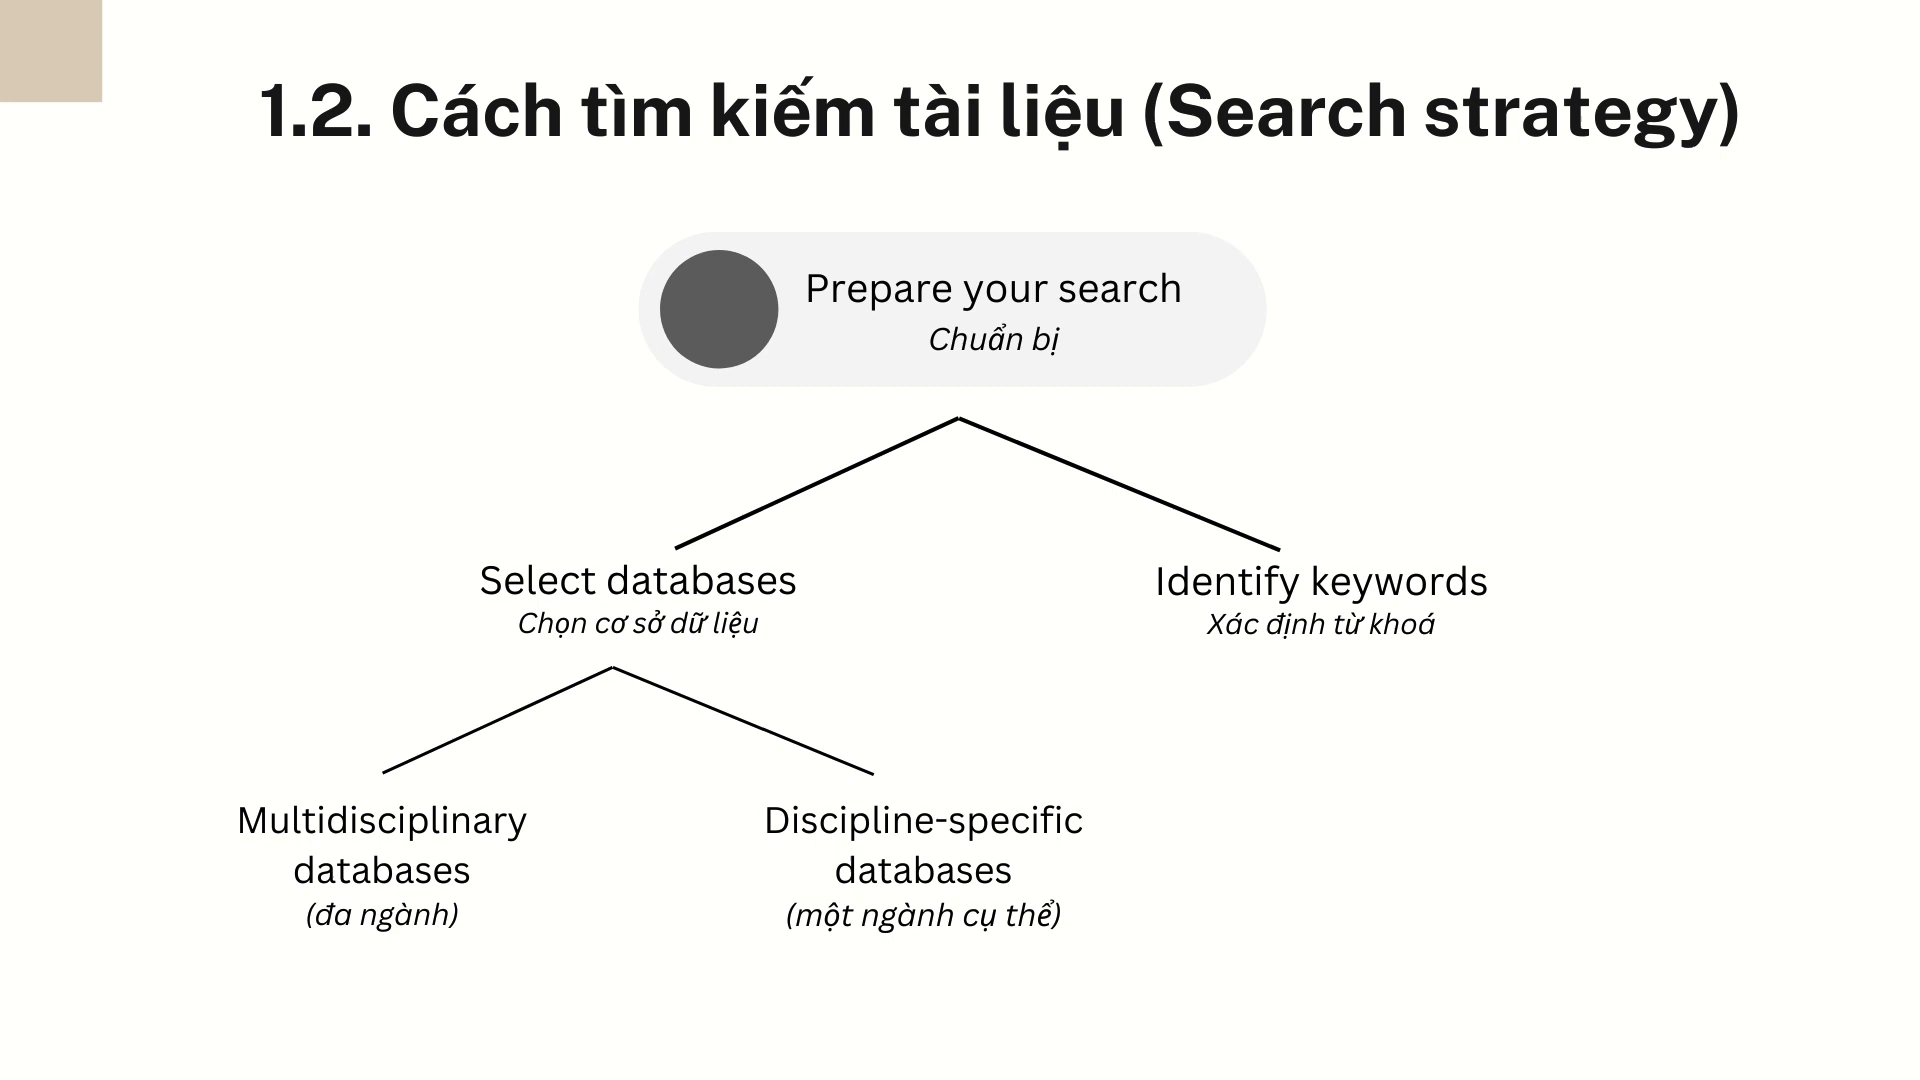 1.2. Cách tìm kiếm tài liệu (Search strategy)
Prepare your search
Chuẩn bị
Select databases
Chọn cơ sở dữ liệu
Identify keywords
Xác định từ khoá
Multidisciplinary
databases
(đa ngành)
Discipline-specific
databases
(một ngành cụ thể)